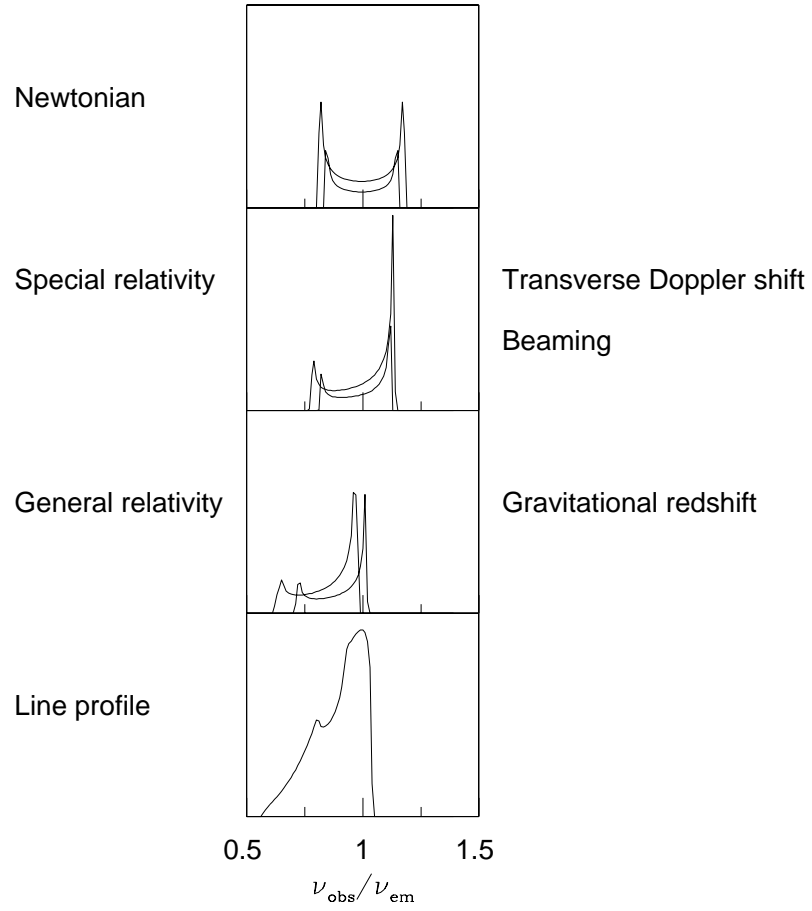 Newtonian
Special relativity
Transverse Doppler shift
Beaming
General relativity
Gravitational redshift
Line profile
0.5 1 1.5
ν_obs/ν_em